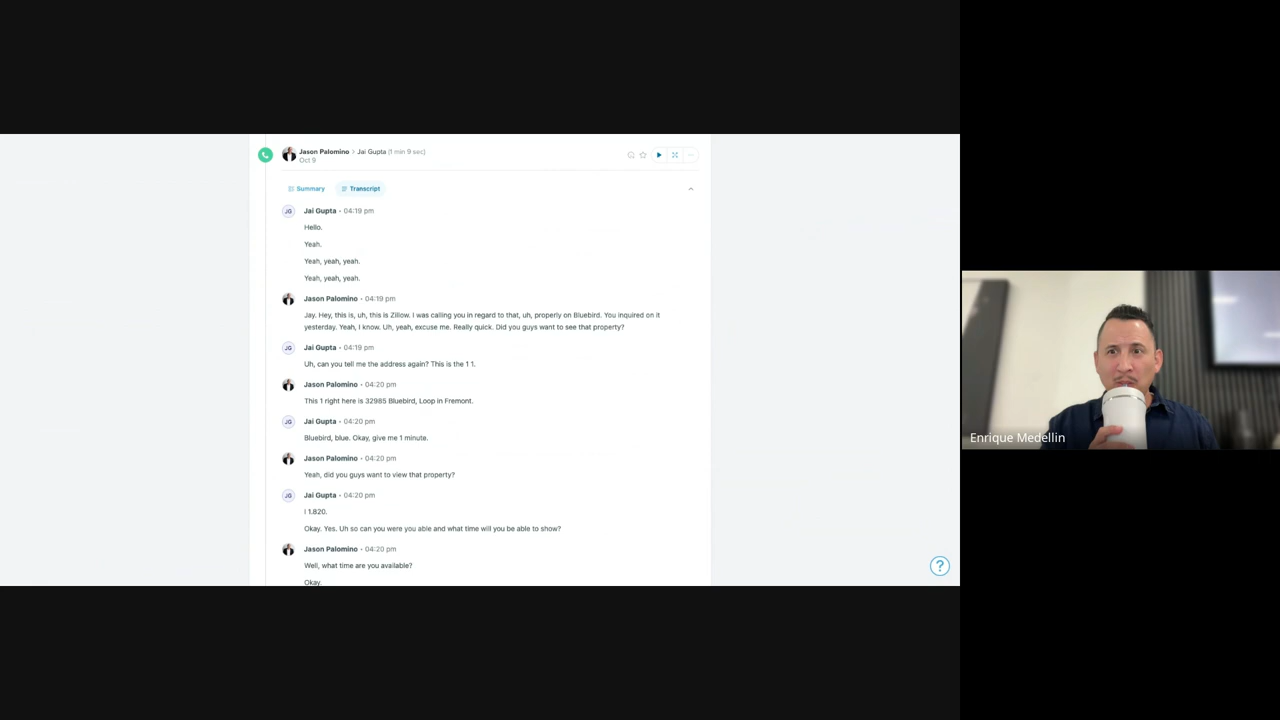 Jason Palomino > Jai Gupta (1 min 9 sec)
Oct 9
Summary
Transcript
JG
Jai Gupta • 04:19 pm
Hello.
Yeah.
Yeah, yeah, yeah.
Yeah, yeah, yeah.
Jason Palomino • 04:19 pm
Jay. Hey, this is, uh, this is Zillow. I was calling you in regard to that, uh, properly on Bluebird. You inquired on it
yesterday. Yeah, I know. Uh, yeah, excuse me. Really quick. Did you guys want to see that property?
JG
Jai Gupta • 04:19 pm
Uh, can you tell me the address again? This is the 1 1.
Jason Palomino • 04:20 pm
This 1 right here is 32985 Bluebird, Loop in Fremont.
JG
Jai Gupta • 04:20 pm
Bluebird, blue. Okay, give me 1 minute.
Jason Palomino • 04:20 pm
Yeah, did you guys want to view that property?
JG
Jai Gupta • 04:20 pm
I 1.820.
Okay. Yes. Uh so can you were you able and what time will you be able to show?
Jason Palomino • 04:20 pm
Well, what time are you available?
Okay.
?
Enrique Medellin